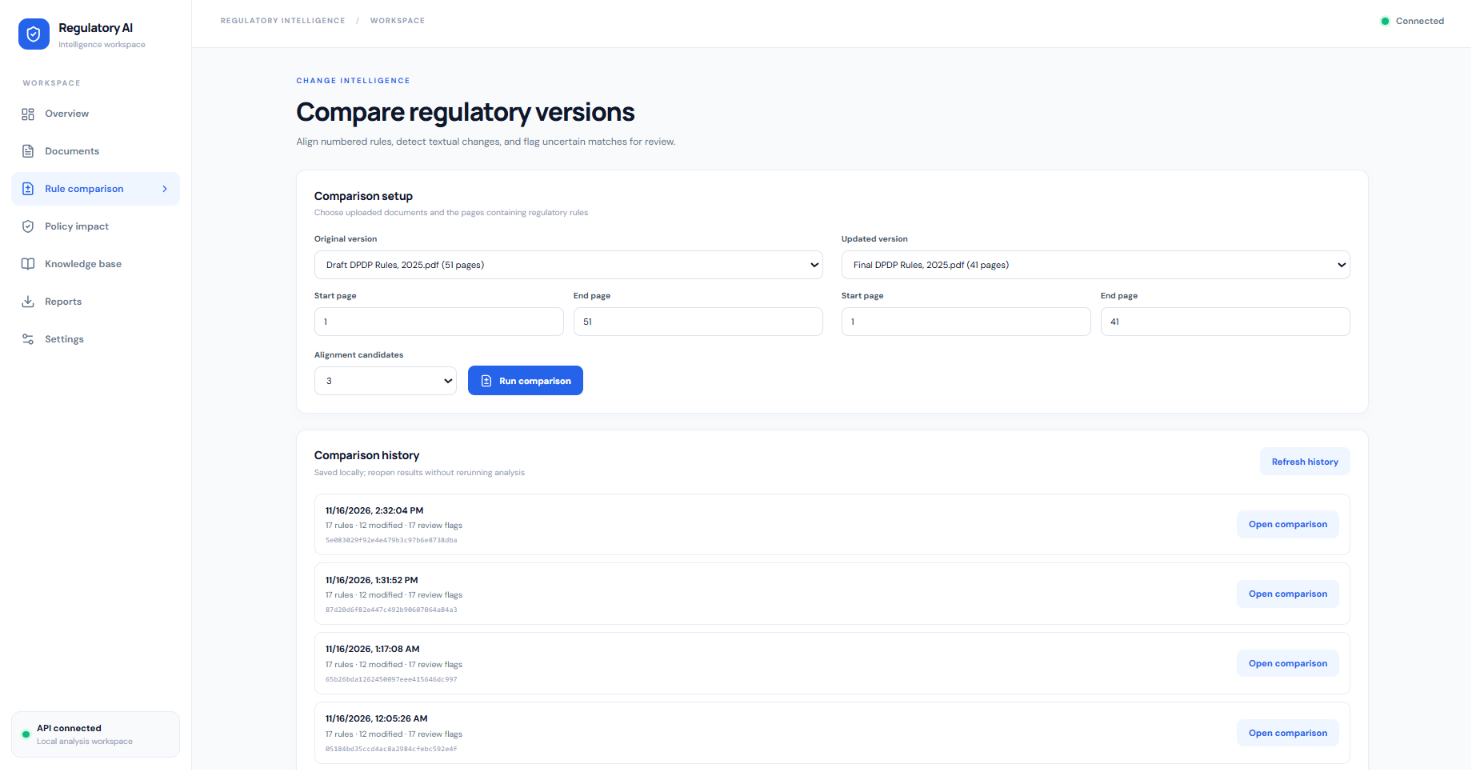 Regulatory AI
Intelligence workspace
WORKSPACE
Overview
Documents
Rule comparison
Policy impact
Knowledge base
Reports
Settings
API connected
Local analysis workspace
REGULATORY INTELLIGENCE / WORKSPACE
Connected
CHANGE INTELLIGENCE
Compare regulatory versions
Align numbered rules, detect textual changes, and flag uncertain matches for review.
Comparison setup
Choose uploaded documents and the pages containing regulatory rules
Original version
Draft DPDP Rules, 2025.pdf (51 pages)
Start page
End page
1
51
Updated version
Final DPDP Rules, 2025.pdf (41 pages)
Start page
End page
1
41
Alignment candidates
3
Run comparison
Comparison history
Saved locally; reopen results without rerunning analysis
Refresh history
11/16/2026, 2:32:04 PM
17 rules · 12 modified · 17 review flags
5e083029f92e4e479b3c97b6e8738dba
Open comparison
11/16/2026, 1:31:52 PM
17 rules · 12 modified · 17 review flags
87d20d6f82e447c492b90607064a84a3
Open comparison
11/16/2026, 1:17:08 AM
17 rules · 12 modified · 17 review flags
65b26bda1262450097eee415646dc997
Open comparison
11/16/2026, 12:05:26 AM
17 rules · 12 modified · 17 review flags
05184bd35ccd4ac8a2984cfebc592e4f
Open comparison